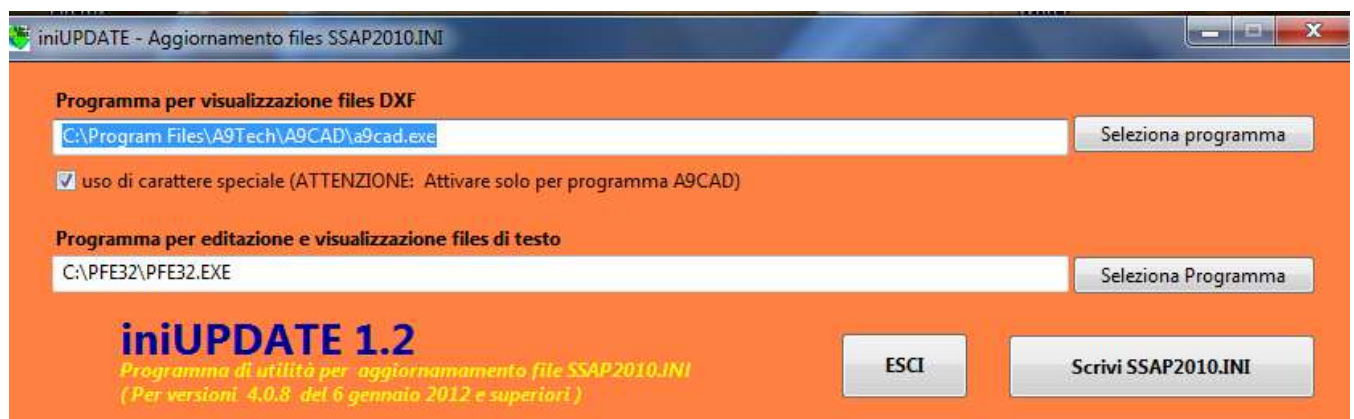 iniUPDATE - Aggiornamento files SSAP2010.INI
Programma per visualizzazione files DXF
C:\Program Files\A9Tech\A9CAD\a9cad.exe
Seleziona programma
uso di carattere speciale (ATTENZIONE: Attivare solo per programma A9CAD)
Programma per editazione e visualizzazione files di testo
C:\PFE32\PFE32.EXE
Seleziona Programma
iniUPDATE 1.2
Programma di utilità per aggiornamamento file SSAP2010.INI
( Per versioni 4.0.8 del 6 gennaio 2012 e superiori )
ESCI
Scrivi SSAP2010.INI